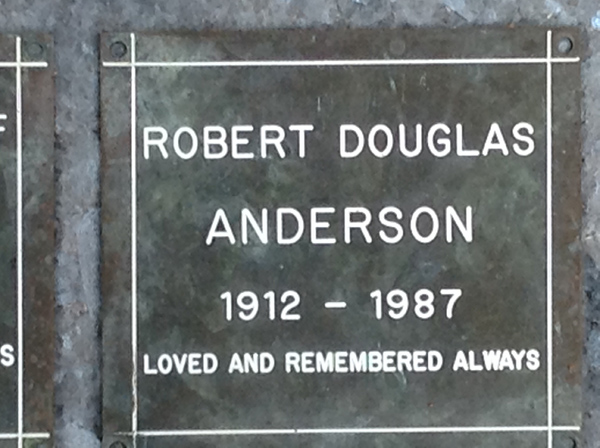 ROBERT DOUGLAS
ANDERSON
1912 - 1987
LOVED AND REMEMBERED ALWAYS